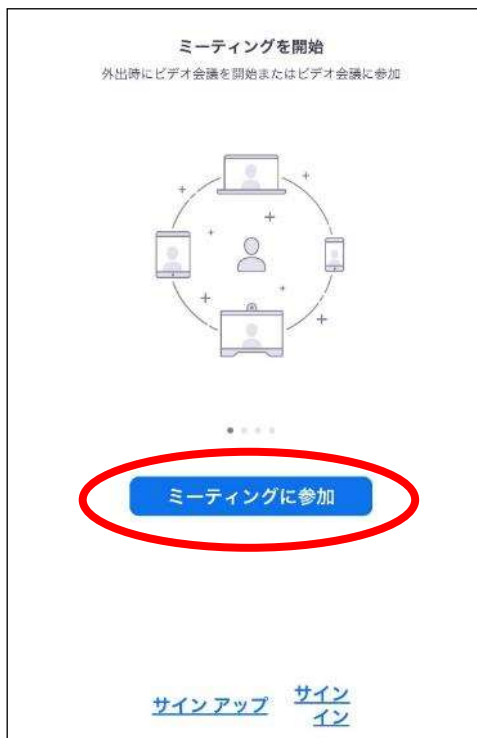 ミーティングを開始
外出時にビデオ会議を開始またはビデオ会議に参加
ミーティングに参加
サイン アップ
サイン
イン